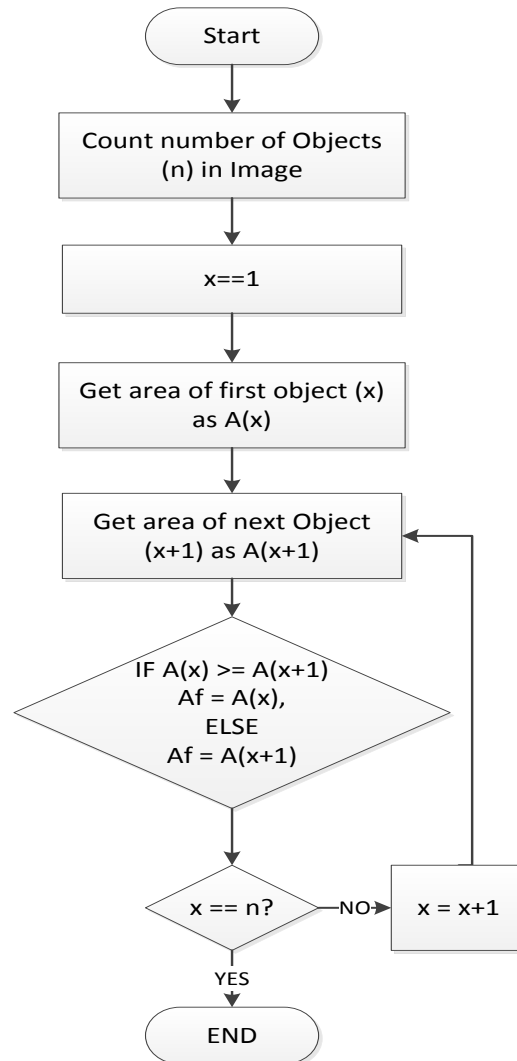 Start
Count number of Objects
(n) in Image
x==1
Get area of first object (x)
as A(x)
Get area of next Object
(x+1) as A(x+1)
IF A(x) >= A(x+1)
Af = A(x),
ELSE
Af = A(x+1)
x == n?
NO
x = x+1
YES
END